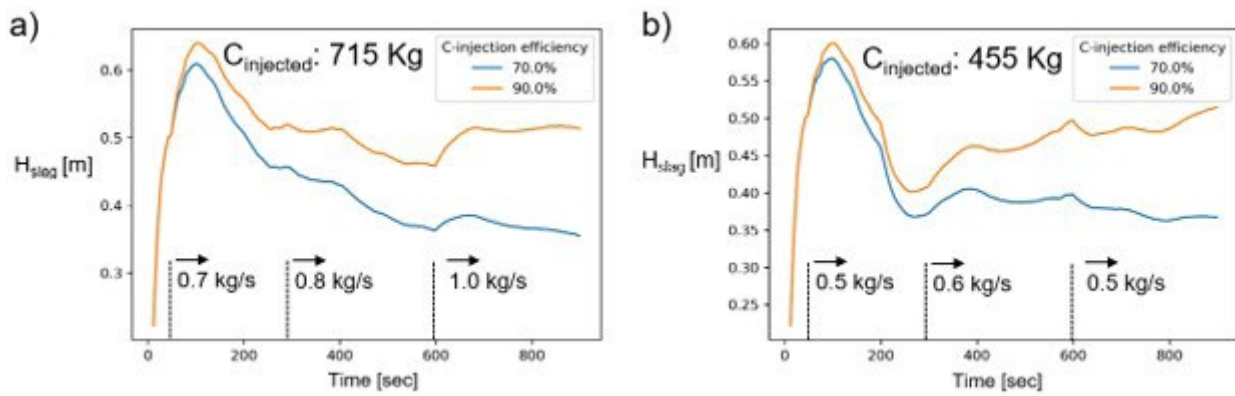 a)
C-injection efficiency
70.0%
90.0%
C_injected: 715 Kg
0.6
0.5
0.4
0.3
H_slag [m]
0.7 kg/s
0.8 kg/s
1.0 kg/s
0
200
400
600
800
Time [sec]
b)
C-injection efficiency
70.0%
90.0%
C_injected: 455 Kg
0.60
0.55
0.50
0.45
0.40
0.35
0.30
0.25
H_slag [m]
0.5 kg/s
0.6 kg/s
0.5 kg/s
0
200
400
600
800
Time [sec]